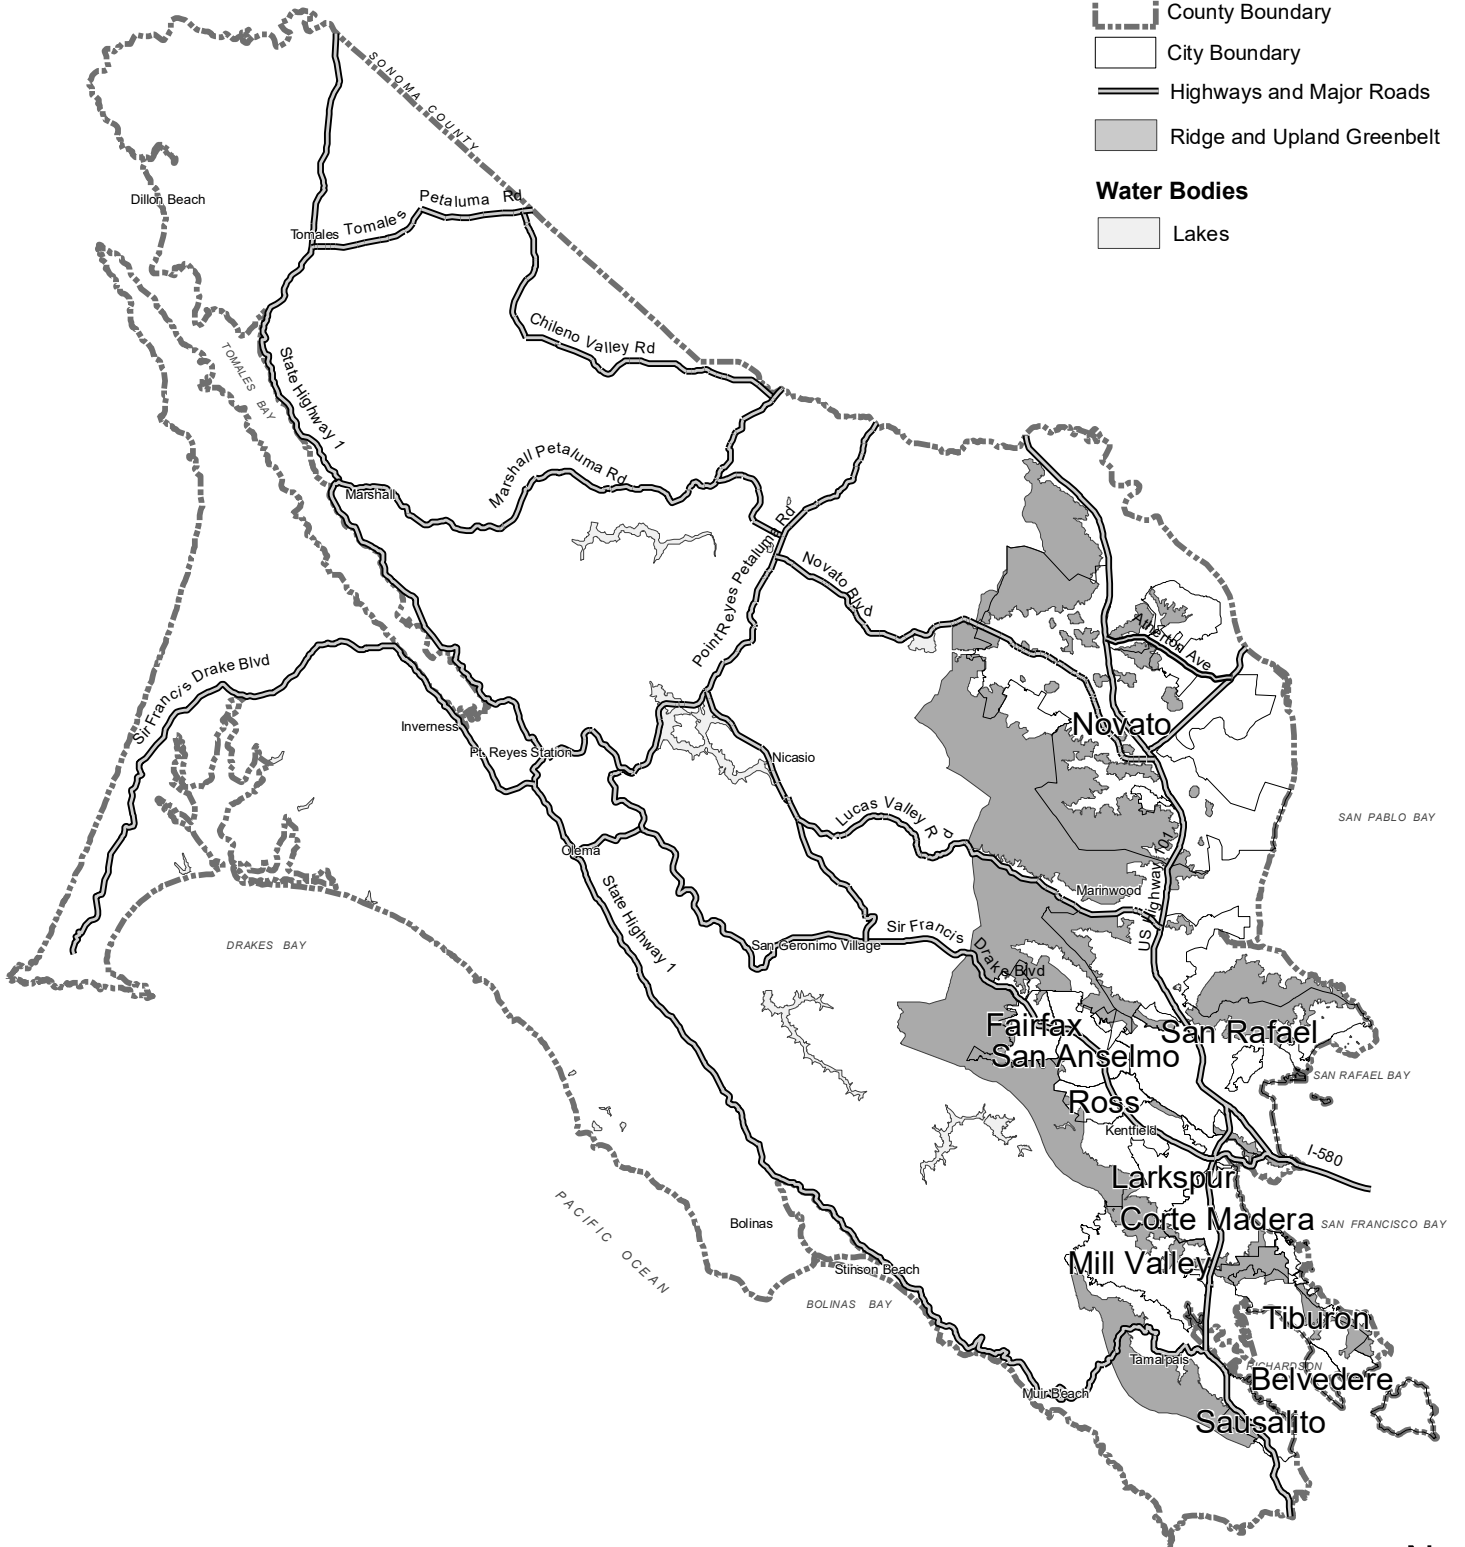 County Boundary
City Boundary
Highways and Major Roads
Ridge and Upland Greenbelt
Water Bodies
Lakes
SONOMA COUNTY
Dillon Beach
Tomales
Tomales Petaluma Rd
Chileno Valley Rd
TOMALES BAY
State Highway 1
Marshall
Marshall Petaluma Rd
Point Reyes Petaluma Rd
Novato Blvd
Atherton Ave
Sir Francis Drake Blvd
Inverness
Pt. Reyes Station
Novato
Nicasio
Lucas Valley Rd
SAN PABLO BAY
Olema
US Highway 101
Marinwood
State Highway 1
DRAKES BAY
San Geronimo Village
Sir Francis Drake Blvd
Fairfax
San Rafael
San Anselmo
SAN RAFAEL BAY
Ross
Kentfield
I-580
Larkspur
PACIFIC OCEAN
Bolinas
Corte Madera
SAN FRANCISCO BAY
Mill Valley
Stinson Beach
BOLINAS BAY
Tiburon
Tamalpais
RICHARDSON
Belvedere
Muir Beach
Sausalito